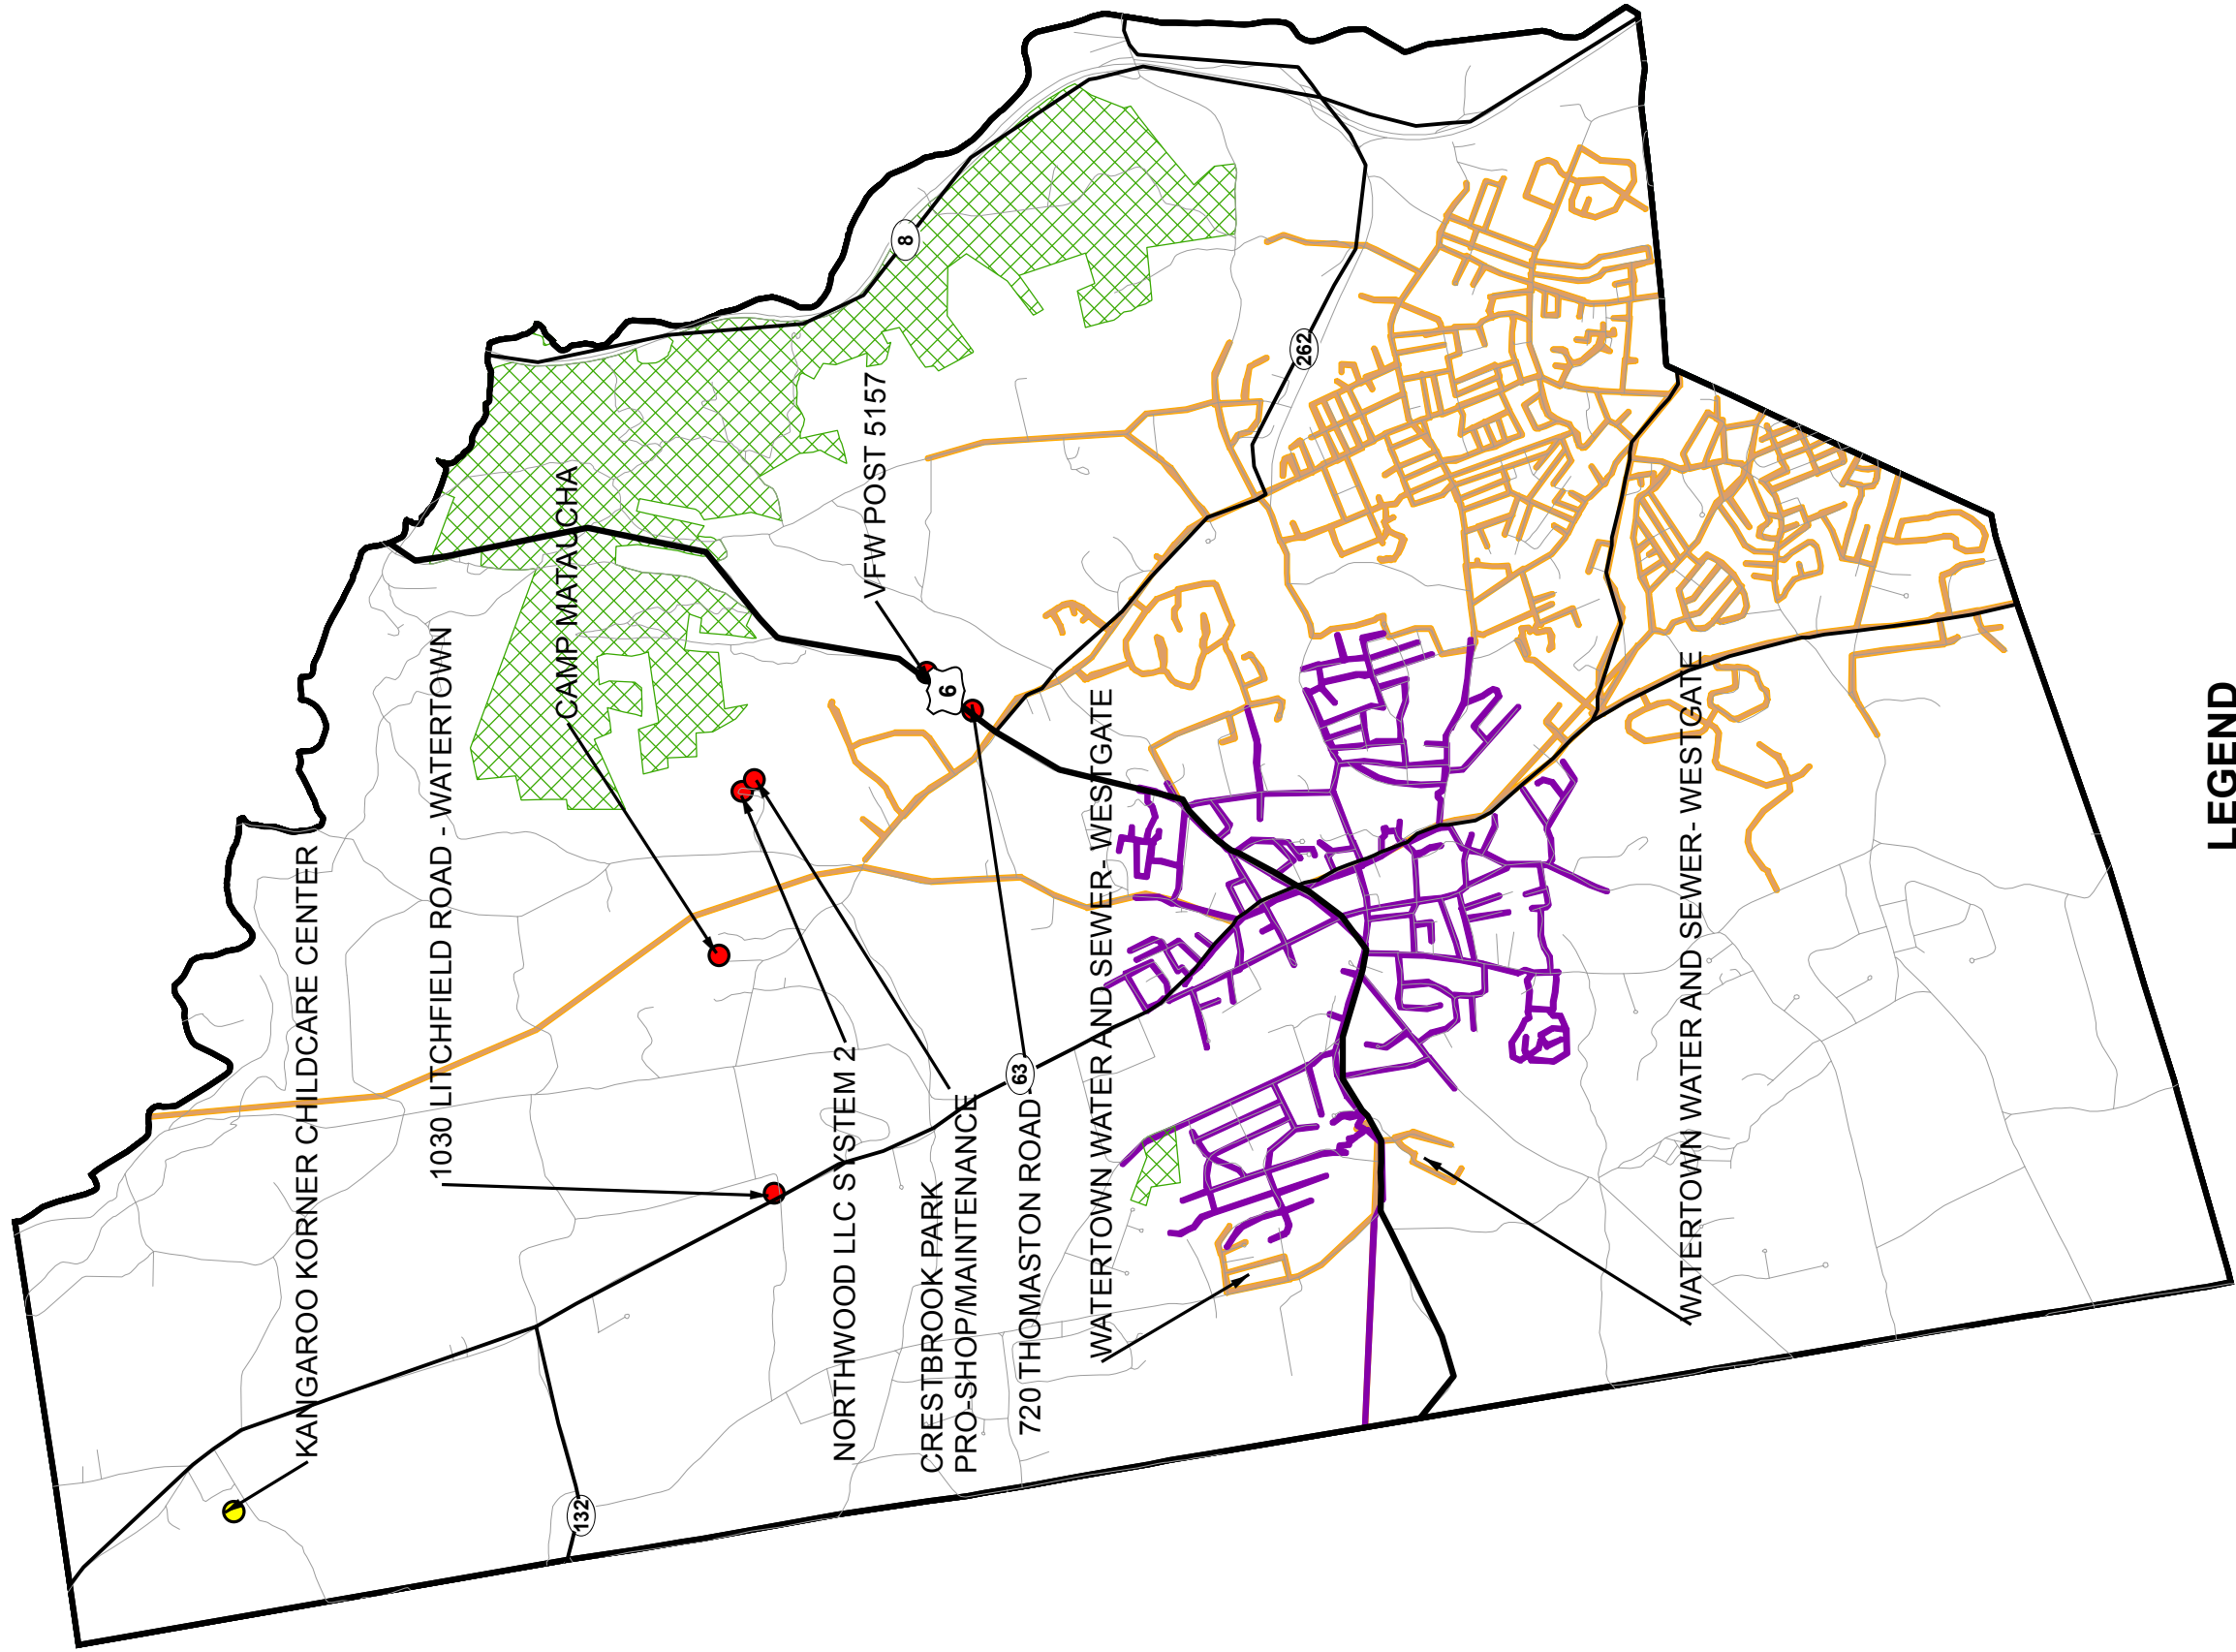 KANGAROO KORNER CHILDCARE CENTER
1030 LITCHFIELD ROAD - WATERTOWN
CAMP MATAUCHA
NORTHWOOD LLC SYSTEM 2
VFW POST 5157
CRESTBROOK PARK
PRO-SHOP/MAINTENANCE
720 THOMASTON ROAD
WATERTOWN WATER AND SEWER- WESTGATE
WATERTOWN WATER AND SEWER- WESTGATE
132
8
6
63
262
LEGEND